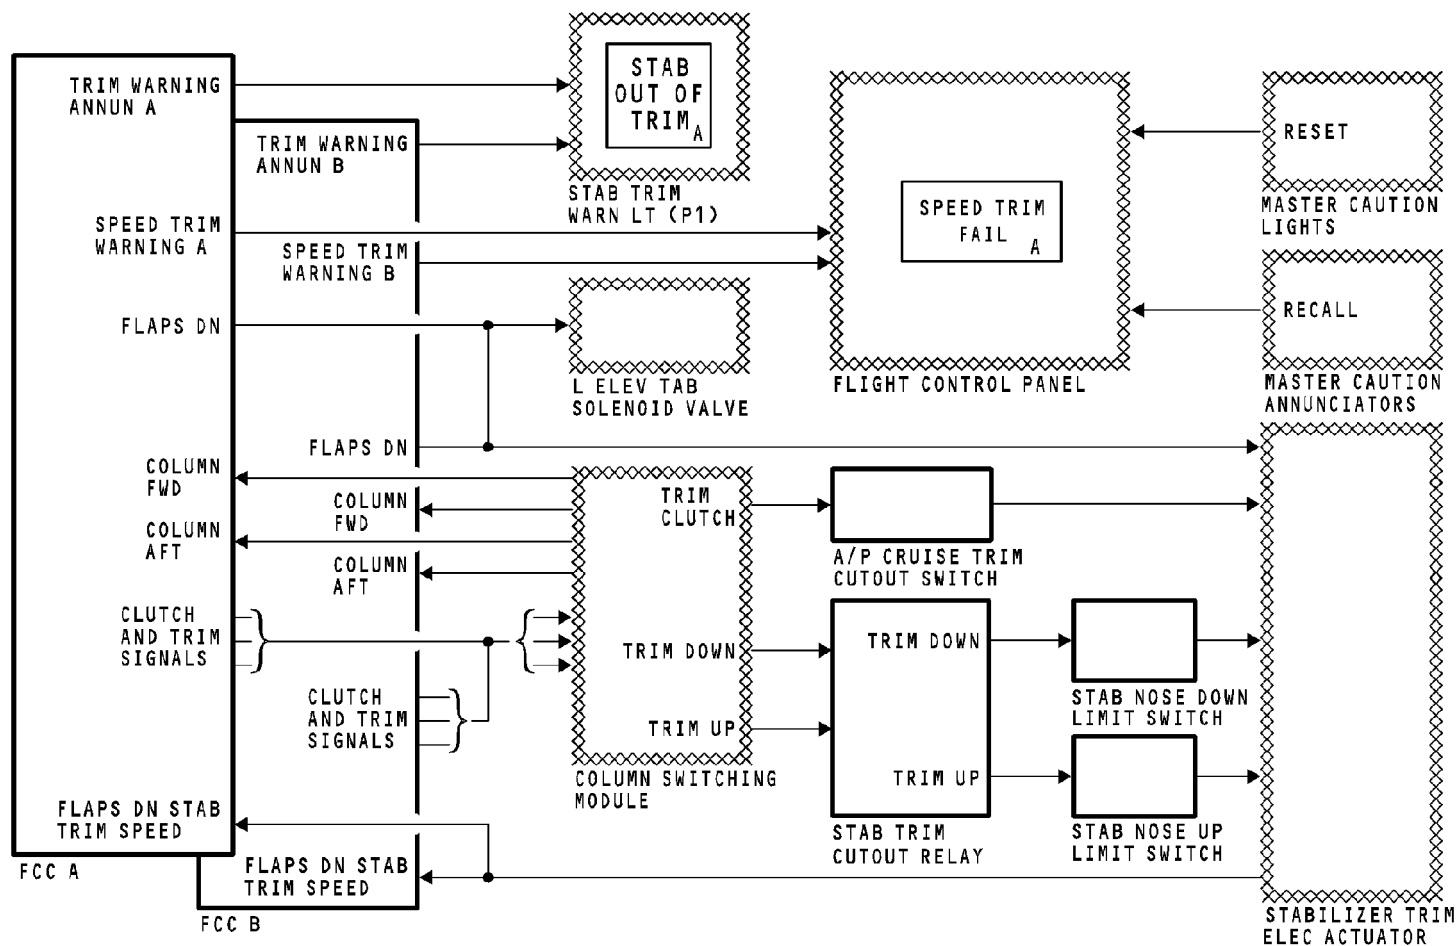 TRIM WARNING
ANNUN A
TRIM WARNING
ANNUN B
STAB
OUT OF
TRIM A
STAB TRIM
WARN LT (P1)
SPEED TRIM
WARNING A
SPEED TRIM
WARNING B
SPEED TRIM
FAIL A
FLIGHT CONTROL PANEL
RESET
MASTER CAUTION
LIGHTS
RECALL
MASTER CAUTION
ANNUNCIATORS
FLAPS DN
L ELEV TAB
SOLENOID VALVE
FLAPS DN
COLUMN
FWD
COLUMN
FWD
COLUMN
AFT
COLUMN
AFT
CLUTCH
AND TRIM
SIGNALS
CLUTCH
AND TRIM
SIGNALS
TRIM
CLUTCH
TRIM DOWN
TRIM UP
COLUMN SWITCHING
MODULE
A/P CRUISE TRIM
CUTOUT SWITCH
TRIM DOWN
TRIM UP
STAB TRIM
CUTOUT RELAY
STAB NOSE DOWN
LIMIT SWITCH
STAB NOSE UP
LIMIT SWITCH
FLAPS DN STAB
TRIM SPEED
FCC A
FLAPS DN STAB
TRIM SPEED
FCC B
STABILIZER TRIM
ELEC ACTUATOR